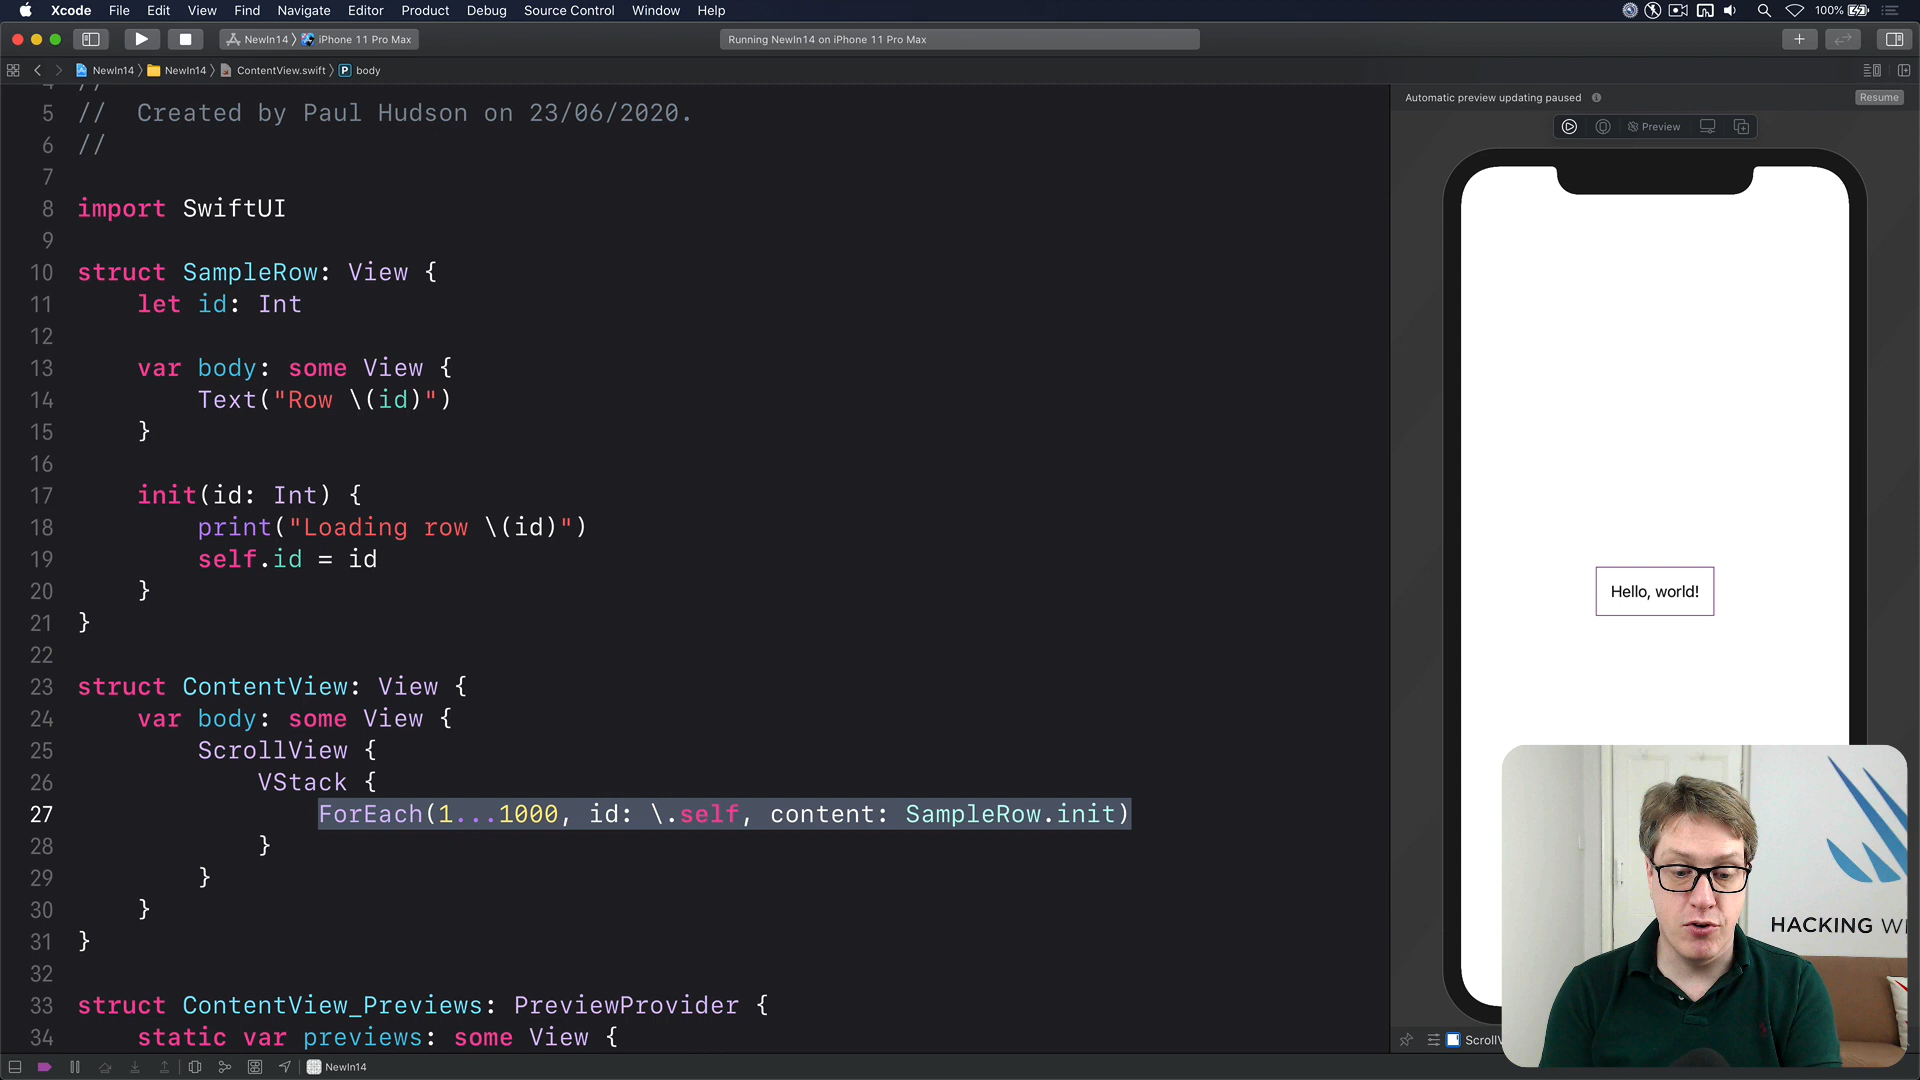 Xcode File Edit View Find Navigate Editor Product Debug Source Control Window Help 100%
NewIn14 iPhone 11 Pro Max Running NewIn14 on iPhone 11 Pro Max
NewIn14 NewIn14 ContentView.swift P body
4 //
5 //  Created by Paul Hudson on 23/06/2020.
6 //
7
8 import SwiftUI
9
10 struct SampleRow: View {
11     let id: Int
12
13     var body: some View {
14         Text("Row \(id)")
15     }
16
17     init(id: Int) {
18         print("Loading row \(id)")
19         self.id = id
20     }
21 }
22
23 struct ContentView: View {
24     var body: some View {
25         ScrollView {
26             VStack {
27                 ForEach(1...1000, id: \.self, content: SampleRow.init)
28             }
29         }
30     }
31 }
32
33 struct ContentView_Previews: PreviewProvider {
34     static var previews: some View {
NewIn14
Automatic preview updating paused Resume
Preview
Hello, world!
HACKING WI
ScrollV